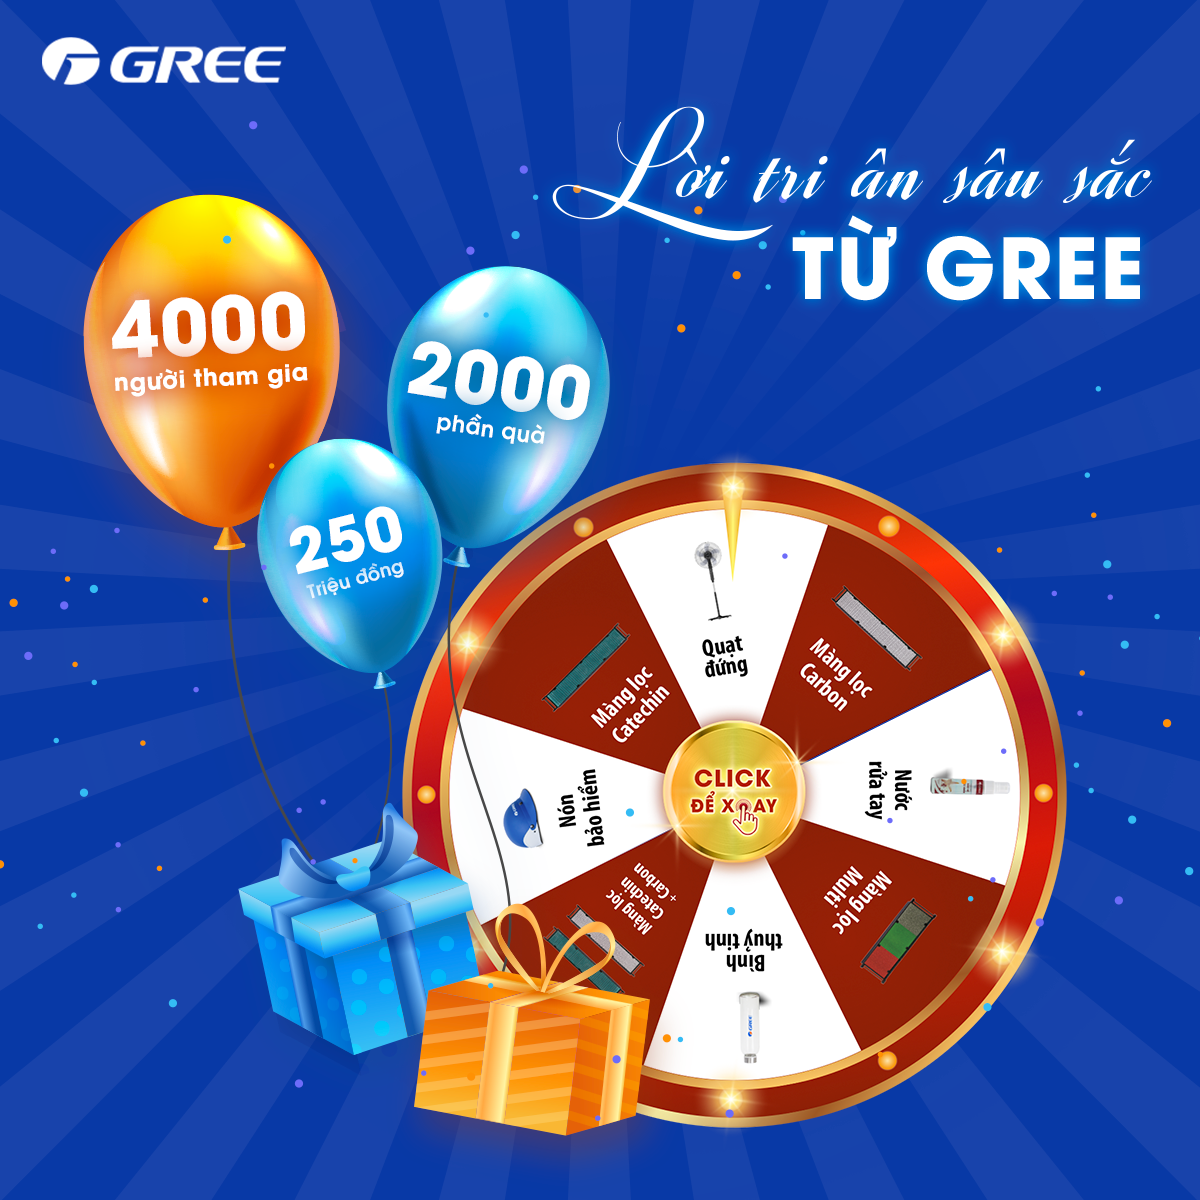 GREE
Lời tri ân sâu sắc
TỪ GREE
4000
người tham gia
2000
phần quà
250
Triệu đồng
Quạt
đứng
Màng lọc
Carbon
Nước
rửa tay
Màng lọc
Multi
Bình
thuỷ tinh
GREE
Màng lọc
Catechin
+ Carbon
Nón
bảo hiểm
Màng lọc
Catechin
CLICK
ĐỂ XOAY